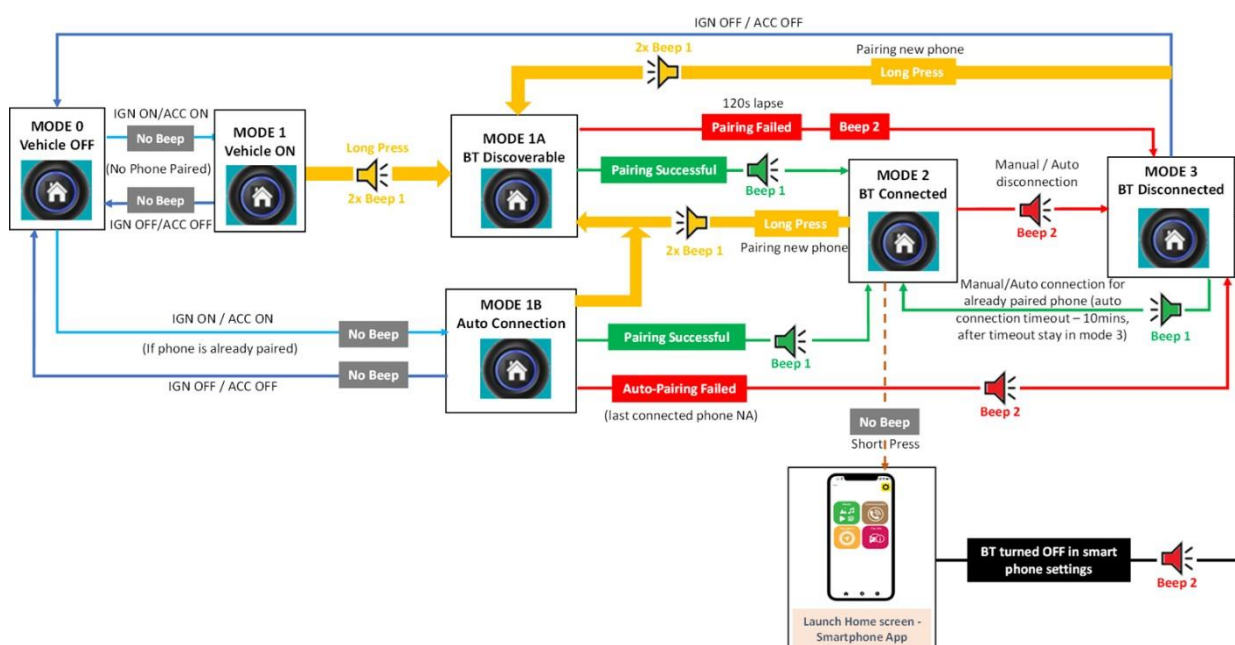 IGN OFF / ACC OFF
2x Beep 1
Pairing new phone
Long Press
MODE 0
Vehicle OFF
IGN ON/ACC ON
No Beep
(No Phone Paired)
No Beep
IGN OFF/ACC OFF
MODE 1
Vehicle ON
Long Press
2x Beep 1
MODE 1A
BT Discoverable
120s lapse
Pairing Failed
Beep 2
Pairing Successful
Beep 1
Long Press
2x Beep 1
Pairing new phone
MODE 2
BT Connected
Manual / Auto
disconnection
Beep 2
MODE 3
BT Disconnected
Manual/Auto connection for
already paired phone (auto
connection timeout – 10mins,
after timeout stay in mode 3)
Beep 1
IGN ON / ACC ON
No Beep
(If phone is already paired)
No Beep
IGN OFF / ACC OFF
MODE 1B
Auto Connection
Pairing Successful
Beep 1
Auto-Pairing Failed
(last connected phone NA)
Beep 2
No Beep
Short Press
BT turned OFF in smart
phone settings
Beep 2
Launch Home screen -
Smartphone App